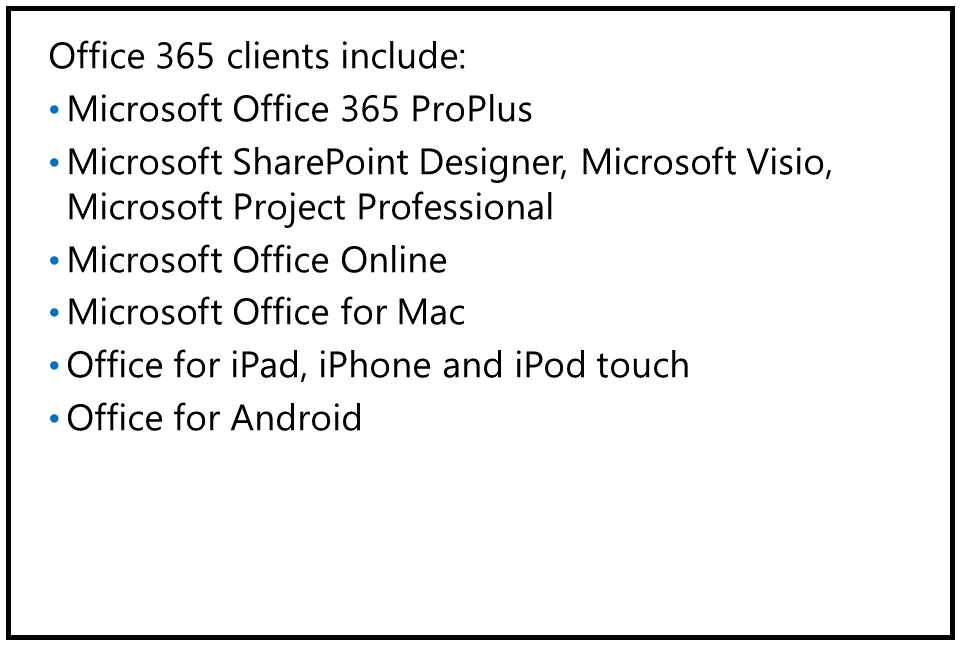 Office 365 clients include:
• Microsoft Office 365 ProPlus
• Microsoft SharePoint Designer, Microsoft Visio,
Microsoft Project Professional
• Microsoft Office Online
• Microsoft Office for Mac
• Office for iPad, iPhone and iPod touch
• Office for Android